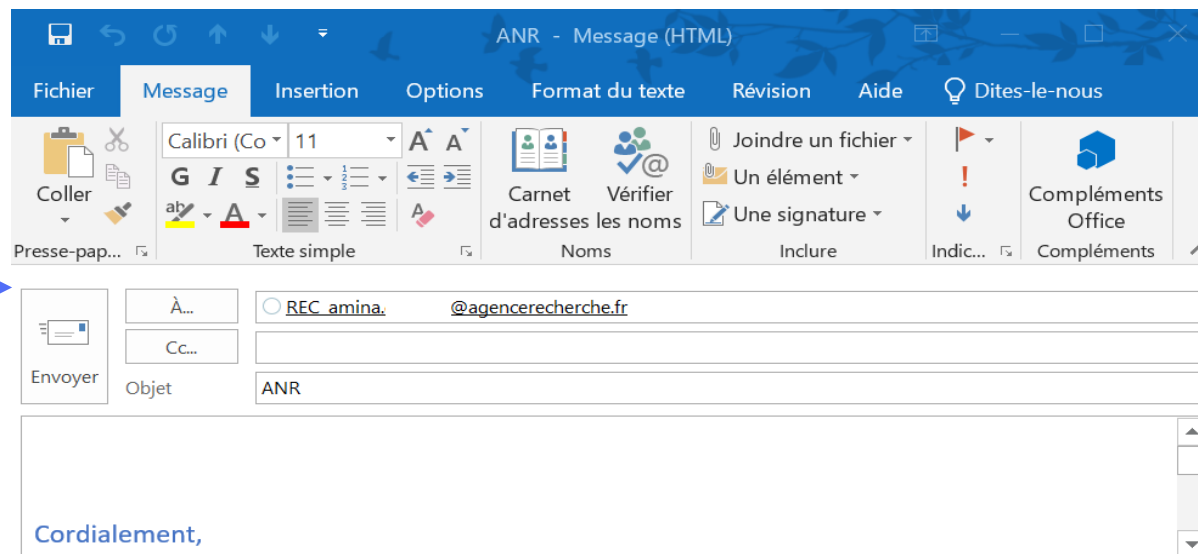 ANR - Message (HTML)
Fichier Message Insertion Options Format du texte Révision Aide Dites-le-nous
Coller
Presse-pap...
Calibri (Co 11 A A
G I S
ab A
Texte simple
Carnet d'adresses
Vérifier les noms
Noms
Joindre un fichier
Un élément
Une signature
Inclure
!
Indic...
Compléments
Office
Compléments
Envoyer
À... REC_amina. @agencerecherche.fr
Cc...
Objet ANR
Cordialement,